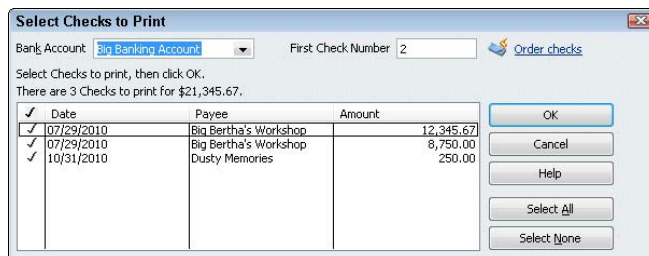 Select Checks to Print
Bank Account Big Banking Account First Check Number 2 Order checks
Select Checks to print, then click OK.
There are 3 Checks to print for $21,345.67.
✓ Date Payee Amount
✓ 07/29/2010 Big Bertha's Workshop 12,345.67
✓ 07/29/2010 Big Bertha's Workshop 8,750.00
✓ 10/31/2010 Dusty Memories 250.00
OK
Cancel
Help
Select All
Select None